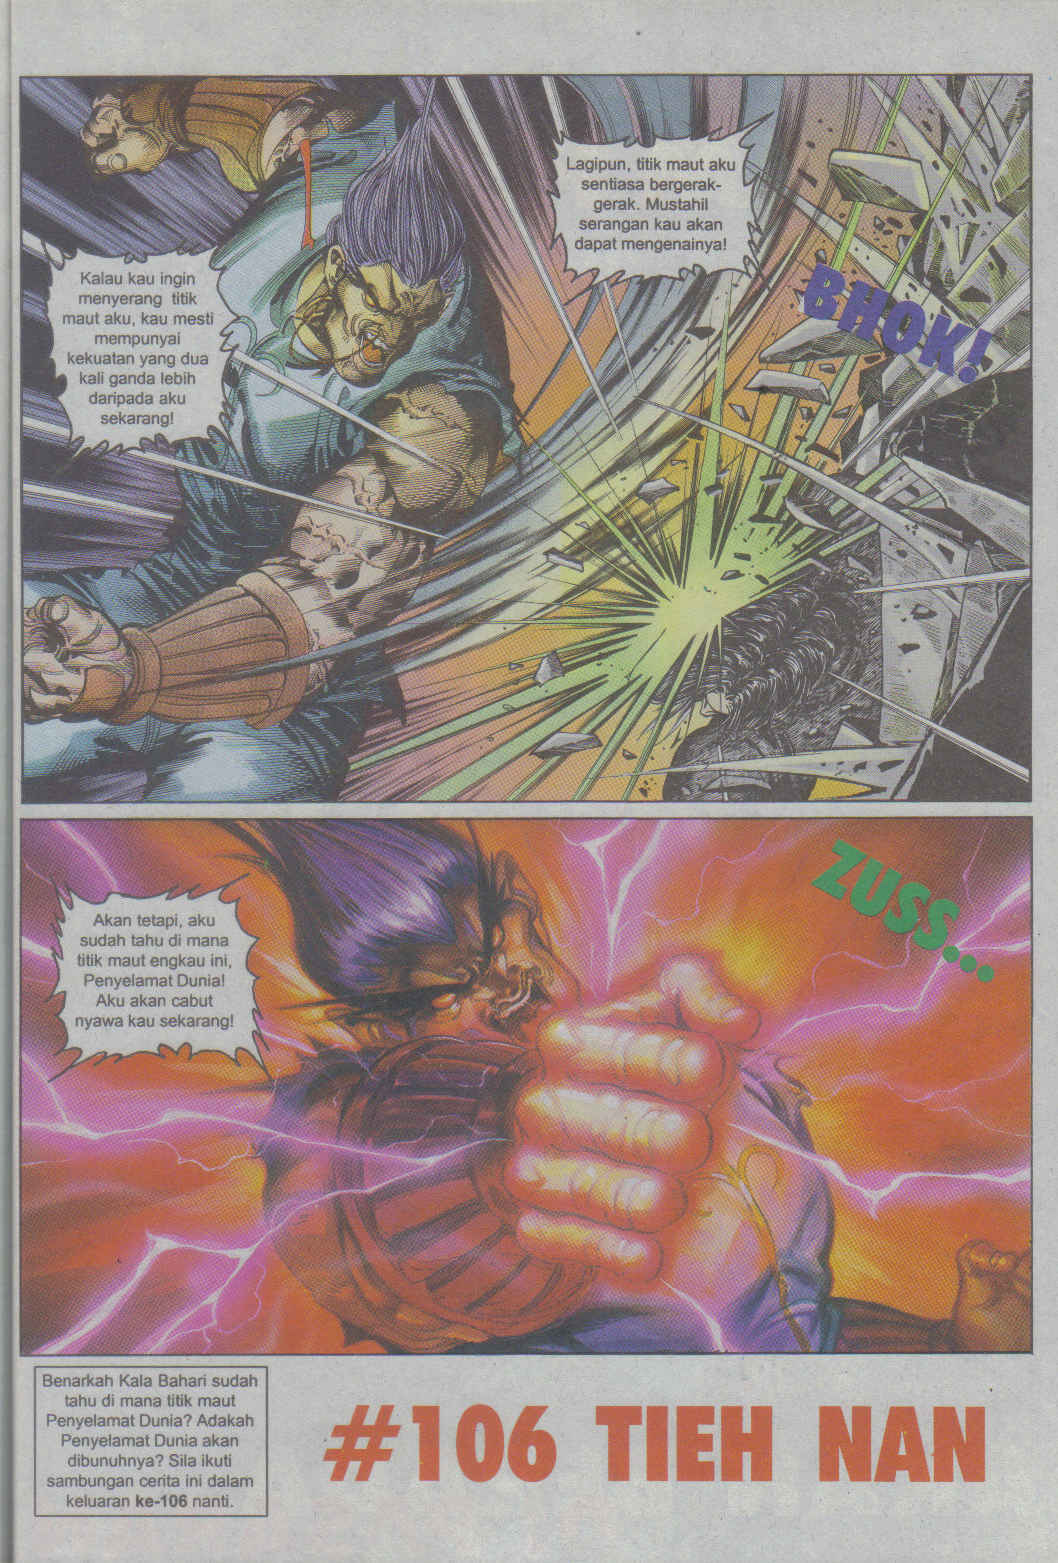 Kalau kau ingin
menyerang titik
maut aku, kau mesti
mempunyai
kekuatan yang dua
kali ganda lebih
daripada aku
sekarang!
Lagipun, titik maut aku
sentiasa bergerak-
gerak. Mustahil
serangan kau akan
dapat mengenainya!
BHOK!
Akan tetapi, aku
sudah tahu di mana
titik maut engkau ini,
Penyelamat Dunia!
Aku akan cabut
nyawa kau sekarang!
ZUSS...
Benarkah Kala Bahari sudah
tahu di mana titik maut
Penyelamat Dunia? Adakah
Penyelamat Dunia akan
dibunuhnya? Sila ikuti
sambungan cerita ini dalam
keluaran ke-106 nanti.
#106 TIEH NAN